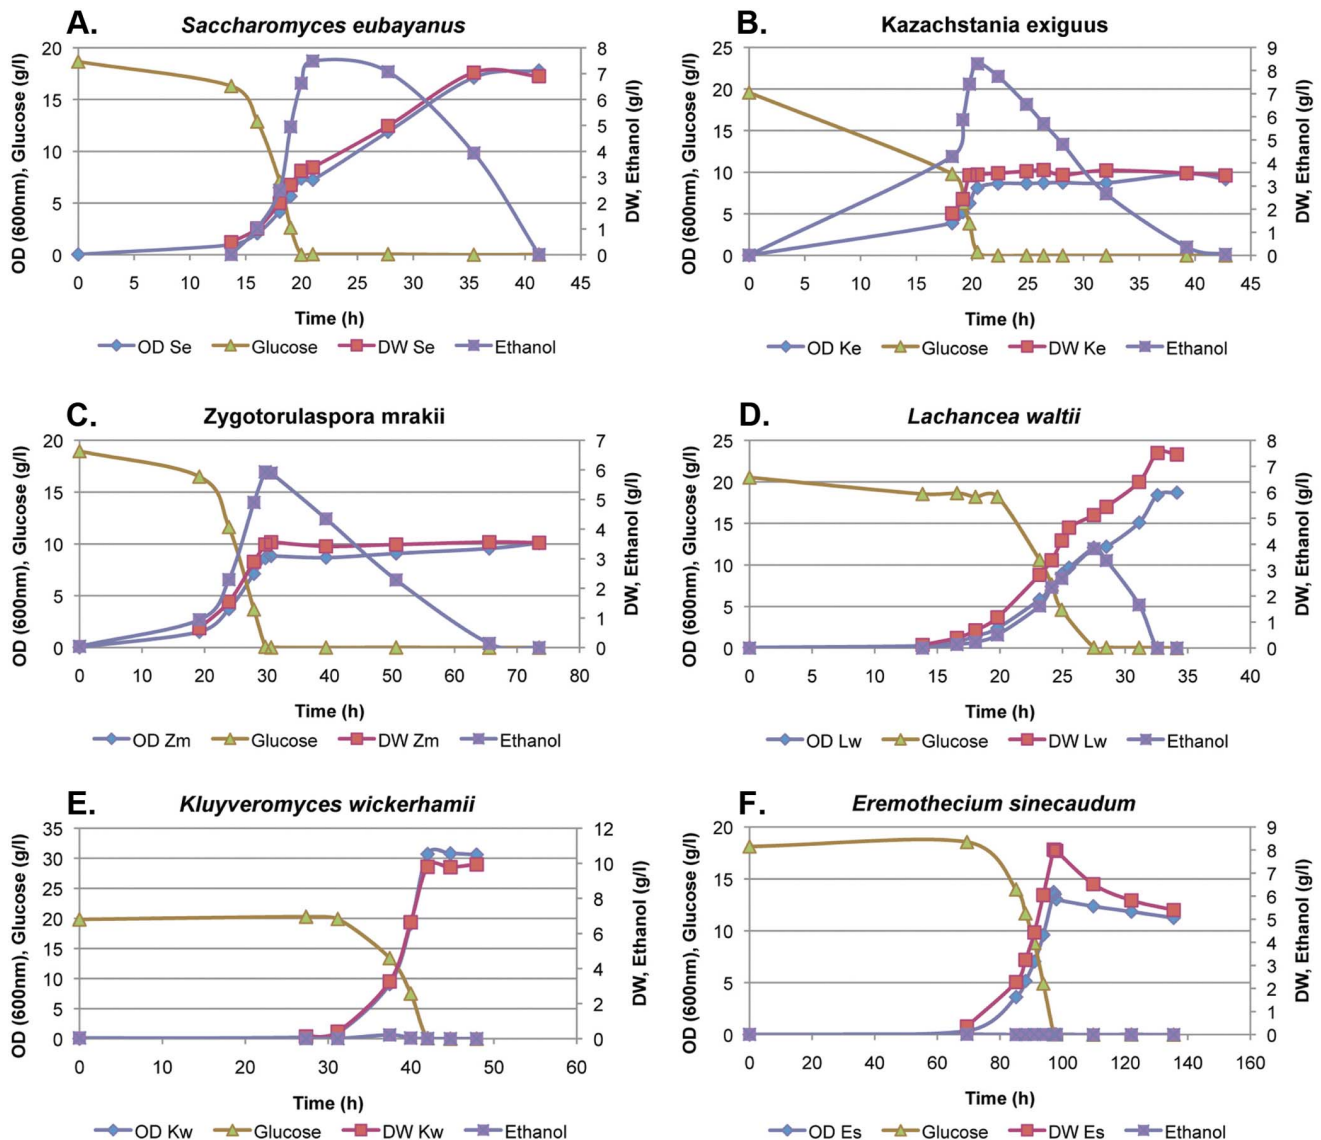 A. Saccharomyces eubayanus
OD (600nm), Glucose (g/l)
20
15
10
5
0
8
7
6
5
4
3
2
1
0
DW, Ethanol (g/l)
0 5 10 15 20 25 30 35 40 45
Time (h)
OD Se Glucose DW Se Ethanol
B. Kazachstania exiguus
OD (600nm), Glucose (g/l)
25
20
15
10
5
0
9
8
7
6
5
4
3
2
1
0
DW, Ethanol (g/l)
0 5 10 15 20 25 30 35 40 45
Time (h)
OD Ke Glucose DW Ke Ethanol
C. Zygotorulaspora mrakii
OD (600nm), Glucose (g/l)
20
15
10
5
0
7
6
5
4
3
2
1
0
DW, Ethanol (g/l)
0 10 20 30 40 50 60 70 80
Time (h)
OD Zm Glucose DW Zm Ethanol
D. Lachancea waltii
OD (600nm), Glucose (g/l)
25
20
15
10
5
0
8
7
6
5
4
3
2
1
0
DW, Ethanol (g/l)
0 5 10 15 20 25 30 35 40
Time (h)
OD Lw Glucose DW Lw Ethanol
E. Kluyveromyces wickerhamii
OD (600nm), Glucose (g/l)
35
30
25
20
15
10
5
0
12
10
8
6
4
2
0
DW, Ethanol (g/l)
0 10 20 30 40 50 60
Time (h)
OD Kw Glucose DW Kw Ethanol
F. Eremothecium sinecaudum
OD (600nm), Glucose (g/l)
20
15
10
5
0
9
8
7
6
5
4
3
2
1
0
DW, Ethanol (g/l)
0 20 40 60 80 100 120 140 160
Time (h)
OD Es Glucose DW Es Ethanol